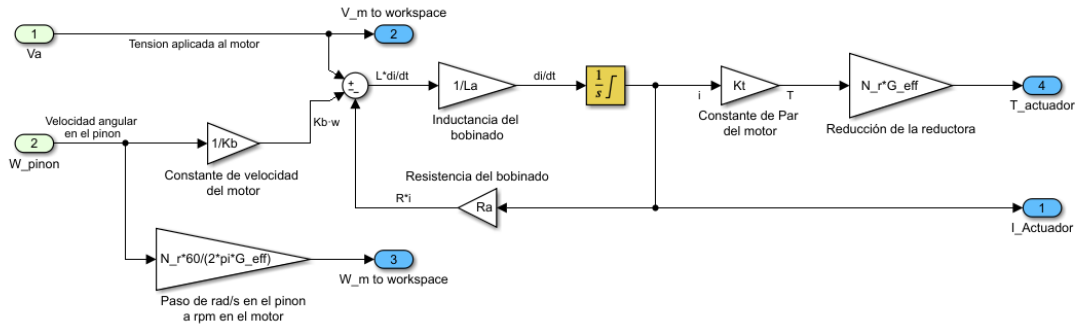 V_m to workspace
1
2
Va
Tension aplicada al motor
+
−
−
L*di/dt
1/La
di/dt
1
s
∫
i
Kt
T
N_r*G_eff
4
T_actuador
Inductancia del
bobinado
Constante de Par
del motor
Reducción de la reductora
Velocidad angular
en el pinon
Kb·w
2
W_pinon
1/Kb
Constante de velocidad
del motor
Resistencia del bobinado
R*i
Ra
1
I_Actuador
N_r*60/(2*pi*G_eff)
3
W_m to workspace
Paso de rad/s en el pinon
a rpm en el motor